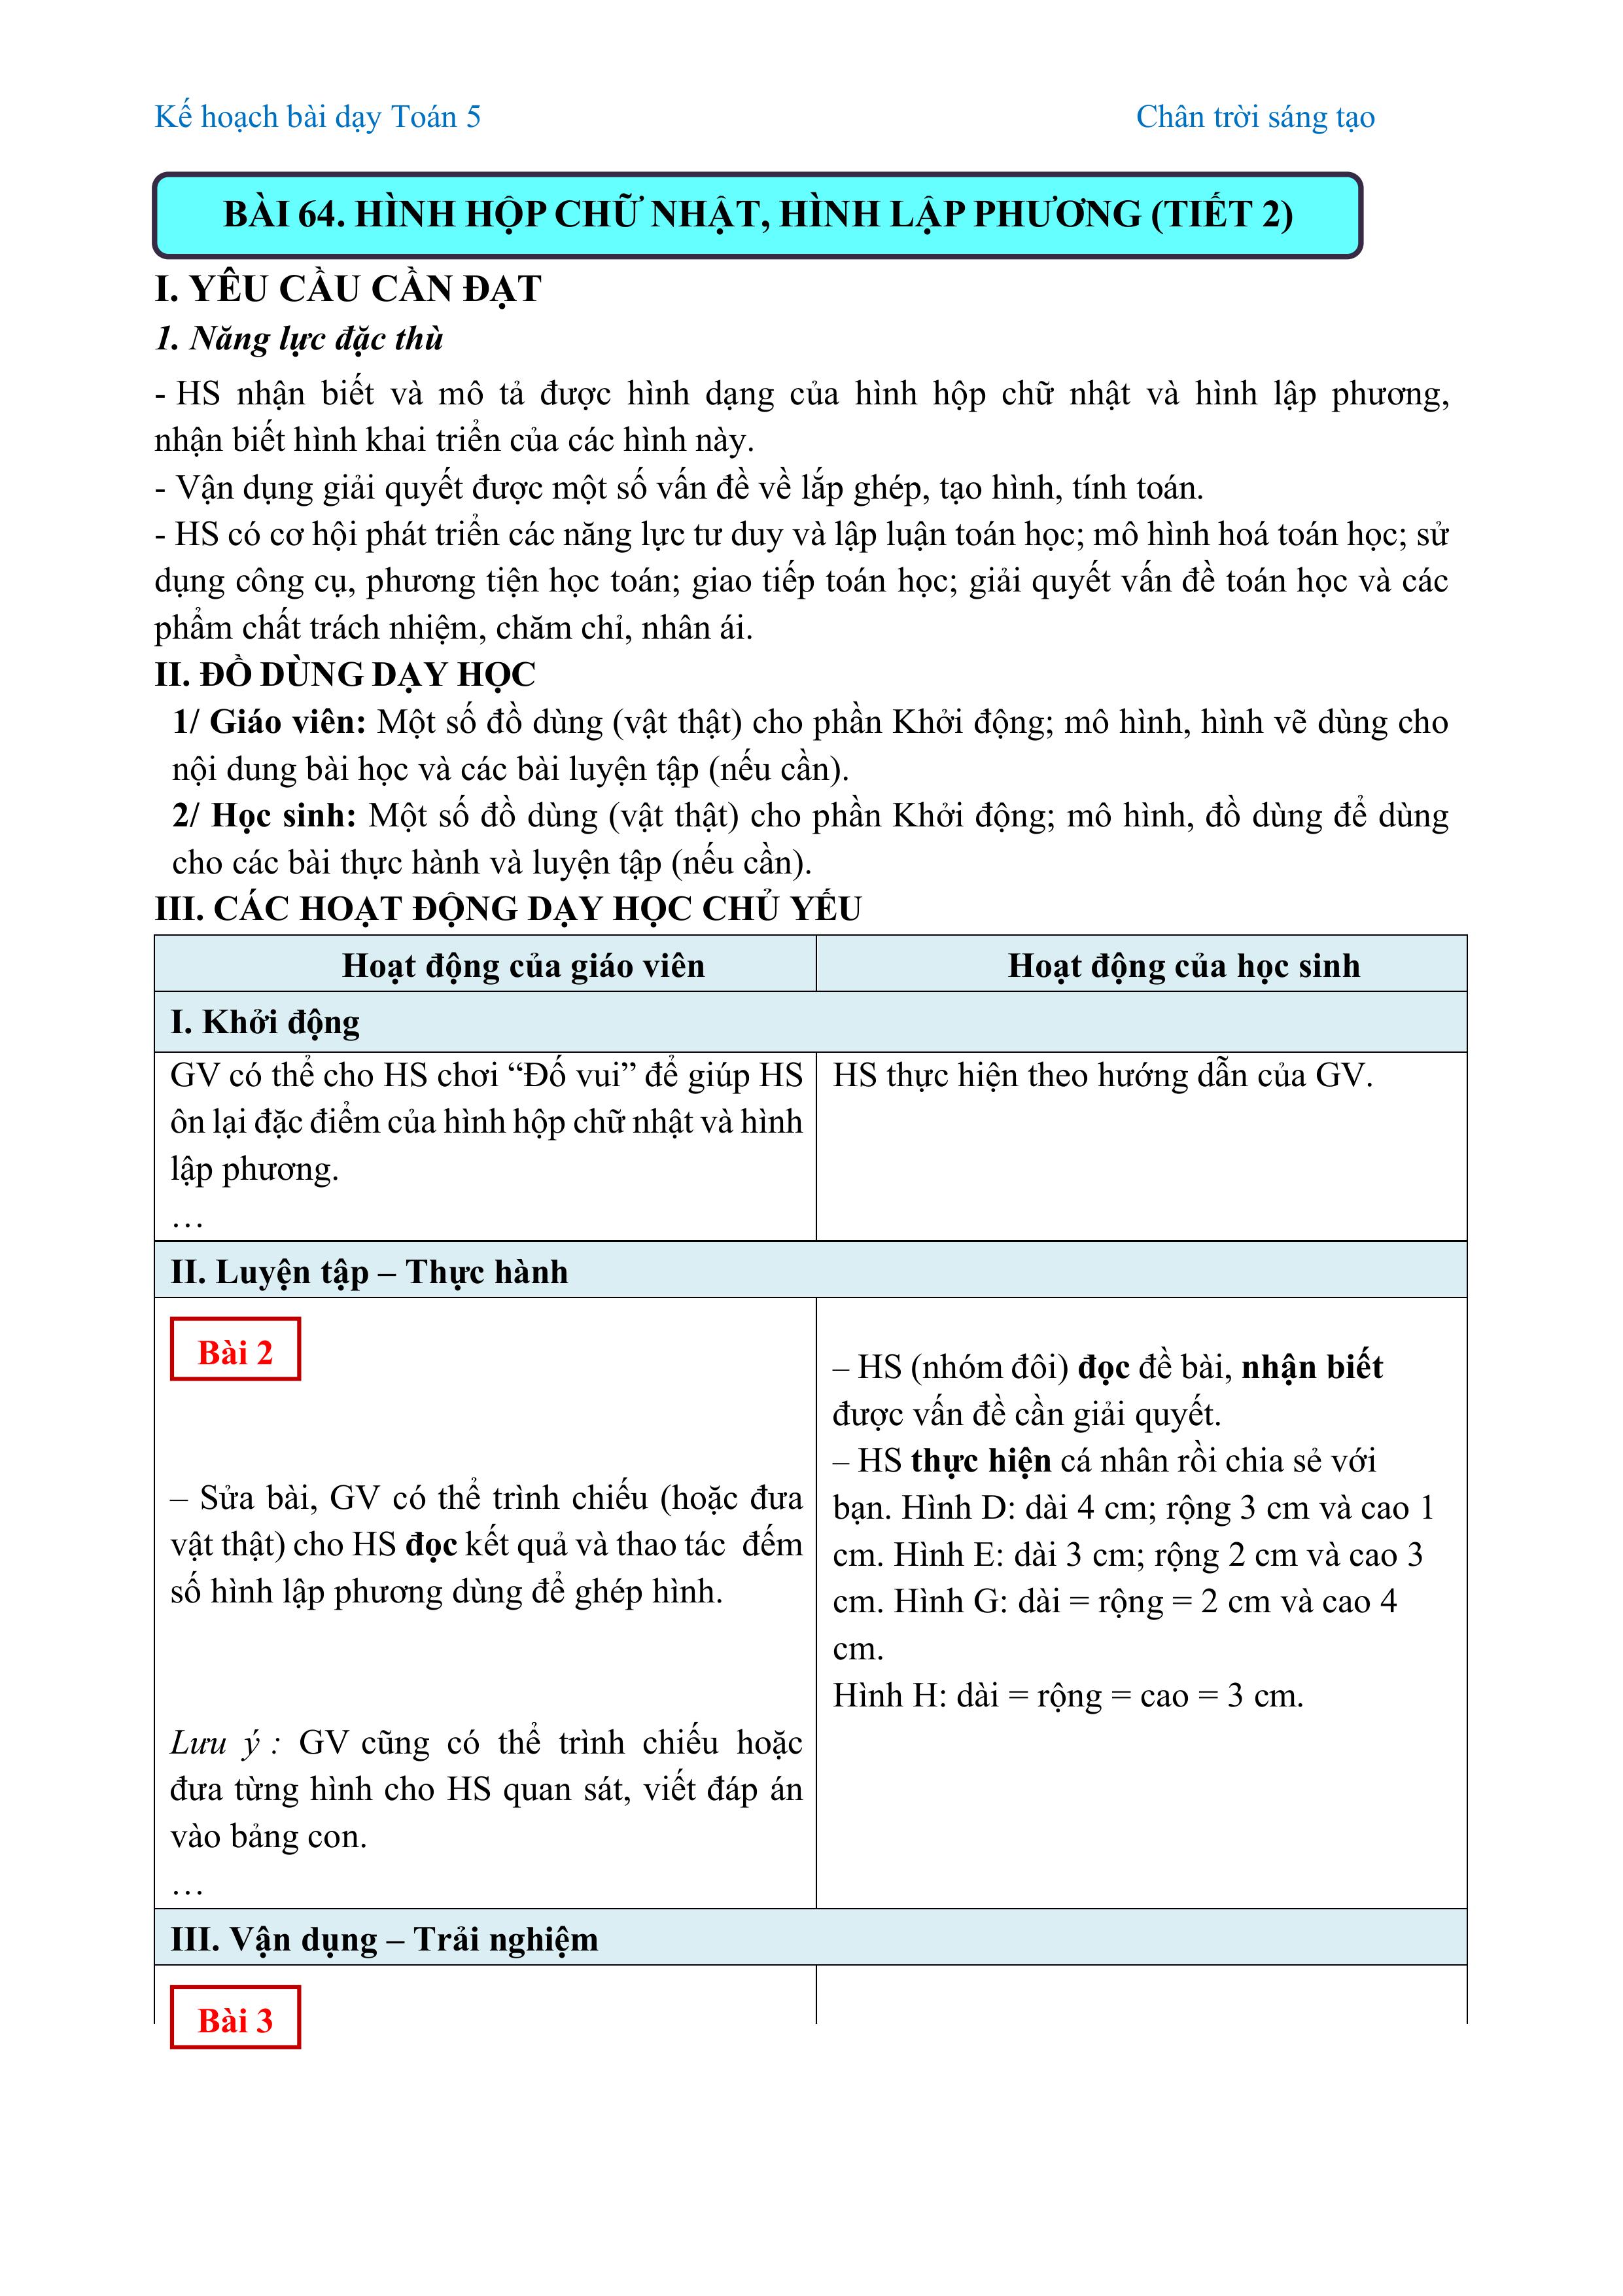 Kế hoạch bài dạy Toán 5 Chân trời sáng tạo
BÀI 64. HÌNH HỘP CHỮ NHẬT, HÌNH LẬP PHƯƠNG (TIẾT 2)
I. YÊU CẦU CẦN ĐẠT
1. Năng lực đặc thù
- HS nhận biết và mô tả được hình dạng của hình hộp chữ nhật và hình lập phương,
nhận biết hình khai triển của các hình này.
- Vận dụng giải quyết được một số vấn đề về lắp ghép, tạo hình, tính toán.
- HS có cơ hội phát triển các năng lực tư duy và lập luận toán học; mô hình hoá toán học; sử
dụng công cụ, phương tiện học toán; giao tiếp toán học; giải quyết vấn đề toán học và các
phẩm chất trách nhiệm, chăm chỉ, nhân ái.
II. ĐỒ DÙNG DẠY HỌC
1/ Giáo viên: Một số đồ dùng (vật thật) cho phần Khởi động; mô hình, hình vẽ dùng cho
nội dung bài học và các bài luyện tập (nếu cần).
2/ Học sinh: Một số đồ dùng (vật thật) cho phần Khởi động; mô hình, đồ dùng để dùng
cho các bài thực hành và luyện tập (nếu cần).
III. CÁC HOẠT ĐỘNG DẠY HỌC CHỦ YẾU
Hoạt động của giáo viên
Hoạt động của học sinh
I. Khởi động
GV có thể cho HS chơi “Đố vui” để giúp HS
ôn lại đặc điểm của hình hộp chữ nhật và hình
lập phương.
…
HS thực hiện theo hướng dẫn của GV.
II. Luyện tập – Thực hành
Bài 2
– Sửa bài, GV có thể trình chiếu (hoặc đưa
vật thật) cho HS đọc kết quả và thao tác đếm
số hình lập phương dùng để ghép hình.
Lưu ý : GV cũng có thể trình chiếu hoặc
đưa từng hình cho HS quan sát, viết đáp án
vào bảng con.
…
– HS (nhóm đôi) đọc đề bài, nhận biết
được vấn đề cần giải quyết.
– HS thực hiện cá nhân rồi chia sẻ với
bạn. Hình D: dài 4 cm; rộng 3 cm và cao 1
cm. Hình E: dài 3 cm; rộng 2 cm và cao 3
cm. Hình G: dài = rộng = 2 cm và cao 4
cm.
Hình H: dài = rộng = cao = 3 cm.
III. Vận dụng – Trải nghiệm
Bài 3